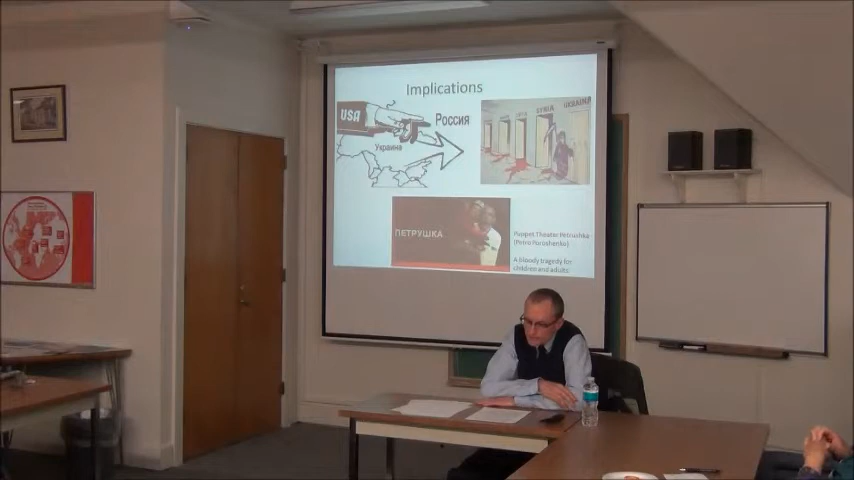 Implications
USA
Россия
Украина
SYRIA
UKRAINE
ПЕТРУШКА
Puppet Theater Petrushka
(Petro Poroshenko)
A bloody tragedy for
children and adults